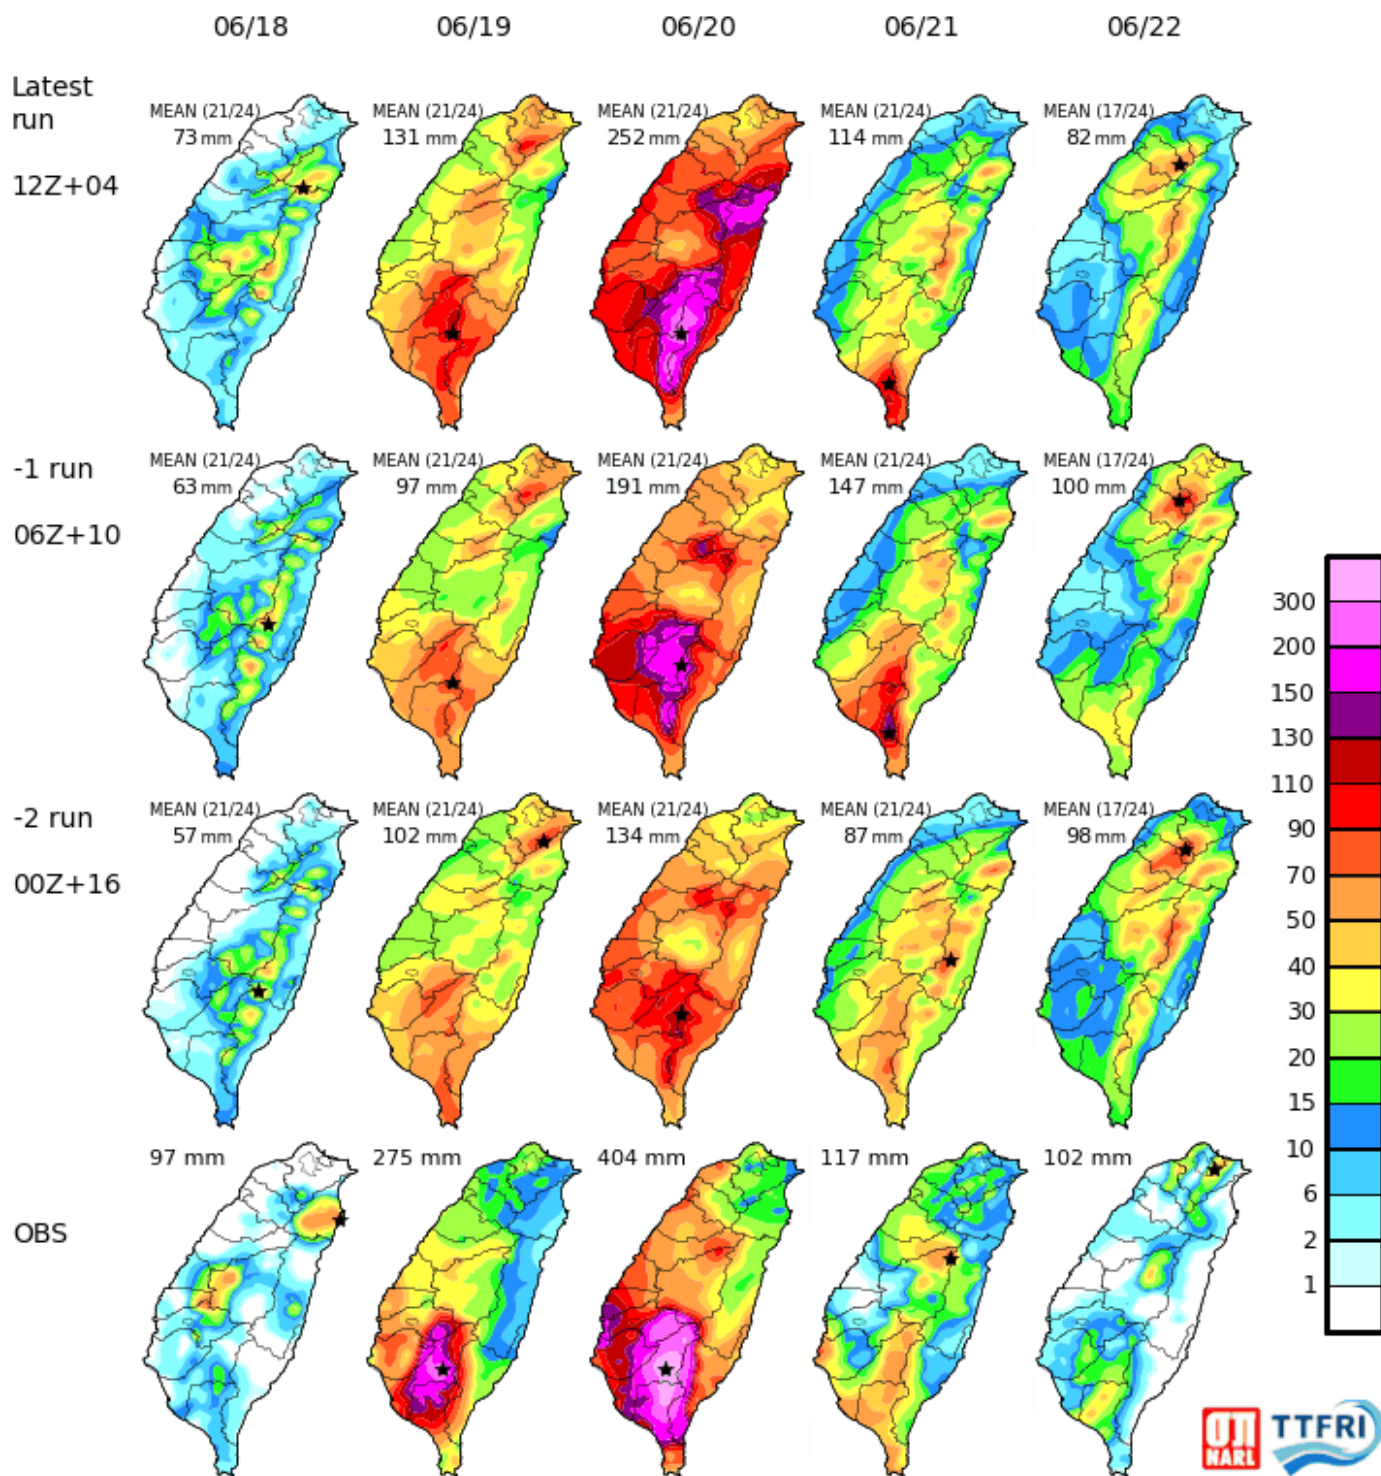 06/18 06/19 06/20 06/21 06/22
Latest
run
MEAN (21/24) MEAN (21/24) MEAN (21/24) MEAN (21/24) MEAN (17/24)
73 mm 131 mm 252 mm 114 mm 82 mm
12Z+04
-1 run
MEAN (21/24) MEAN (21/24) MEAN (21/24) MEAN (21/24) MEAN (17/24)
63 mm 97 mm 191 mm 147 mm 100 mm
06Z+10
-2 run
MEAN (21/24) MEAN (21/24) MEAN (21/24) MEAN (21/24) MEAN (17/24)
57 mm 102 mm 134 mm 87 mm 98 mm
00Z+16
97 mm 275 mm 404 mm 117 mm 102 mm
OBS
300
200
150
130
110
90
70
50
40
30
20
15
10
6
2
1
NARL
TTFRI